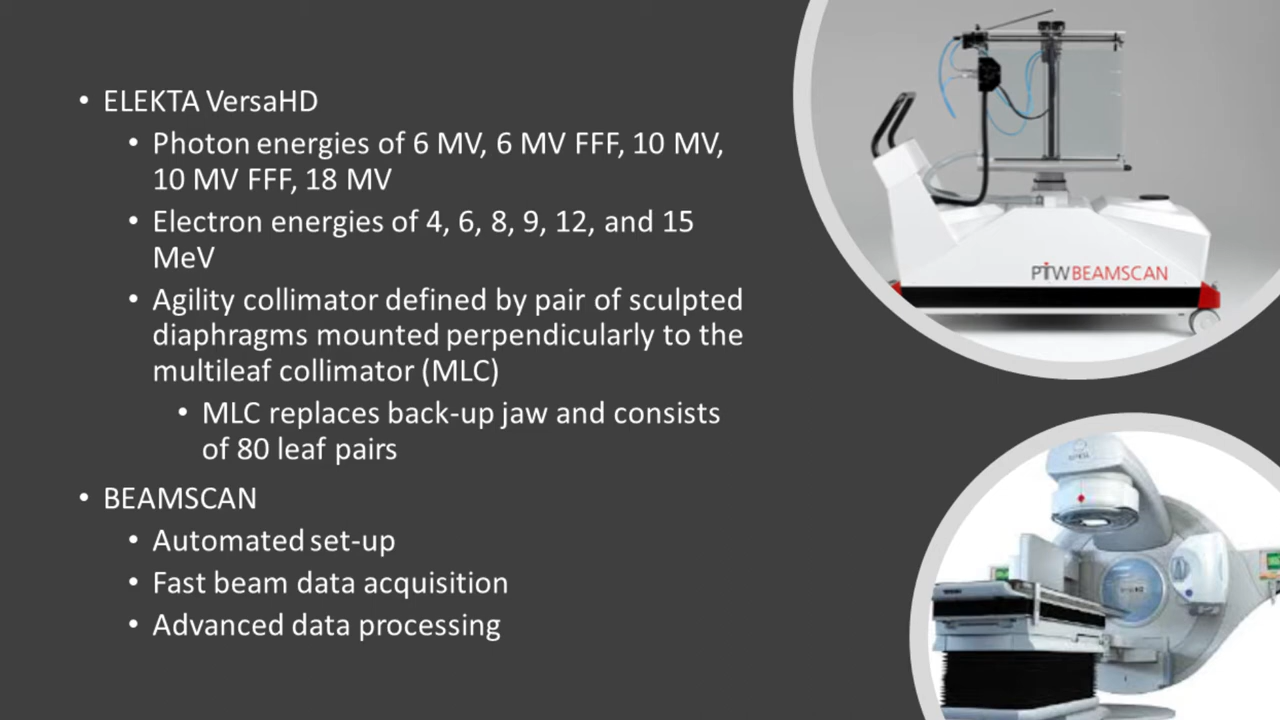 • ELEKTA VersaHD
• Photon energies of 6 MV, 6 MV FFF, 10 MV,
10 MV FFF, 18 MV
• Electron energies of 4, 6, 8, 9, 12, and 15
MeV
• Agility collimator defined by pair of sculpted
diaphragms mounted perpendicularly to the
multileaf collimator (MLC)
• MLC replaces back-up jaw and consists
of 80 leaf pairs
• BEAMSCAN
• Automated set-up
• Fast beam data acquisition
• Advanced data processing
PTW BEAMSCAN